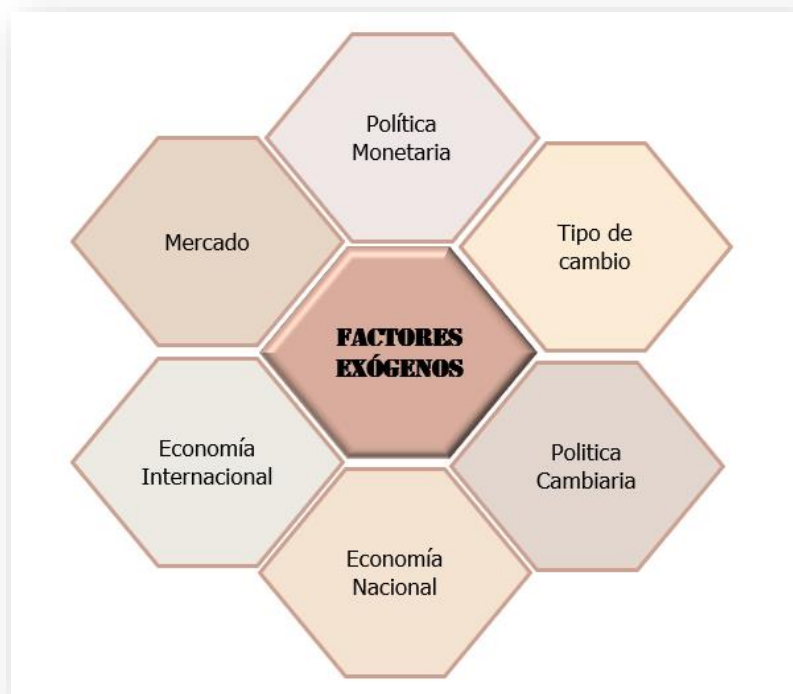 Política
Monetaria
Mercado
Tipo de
cambio
FACTORES
EXÓGENOS
Economía
Internacional
Politica
Cambiaria
Economía
Nacional